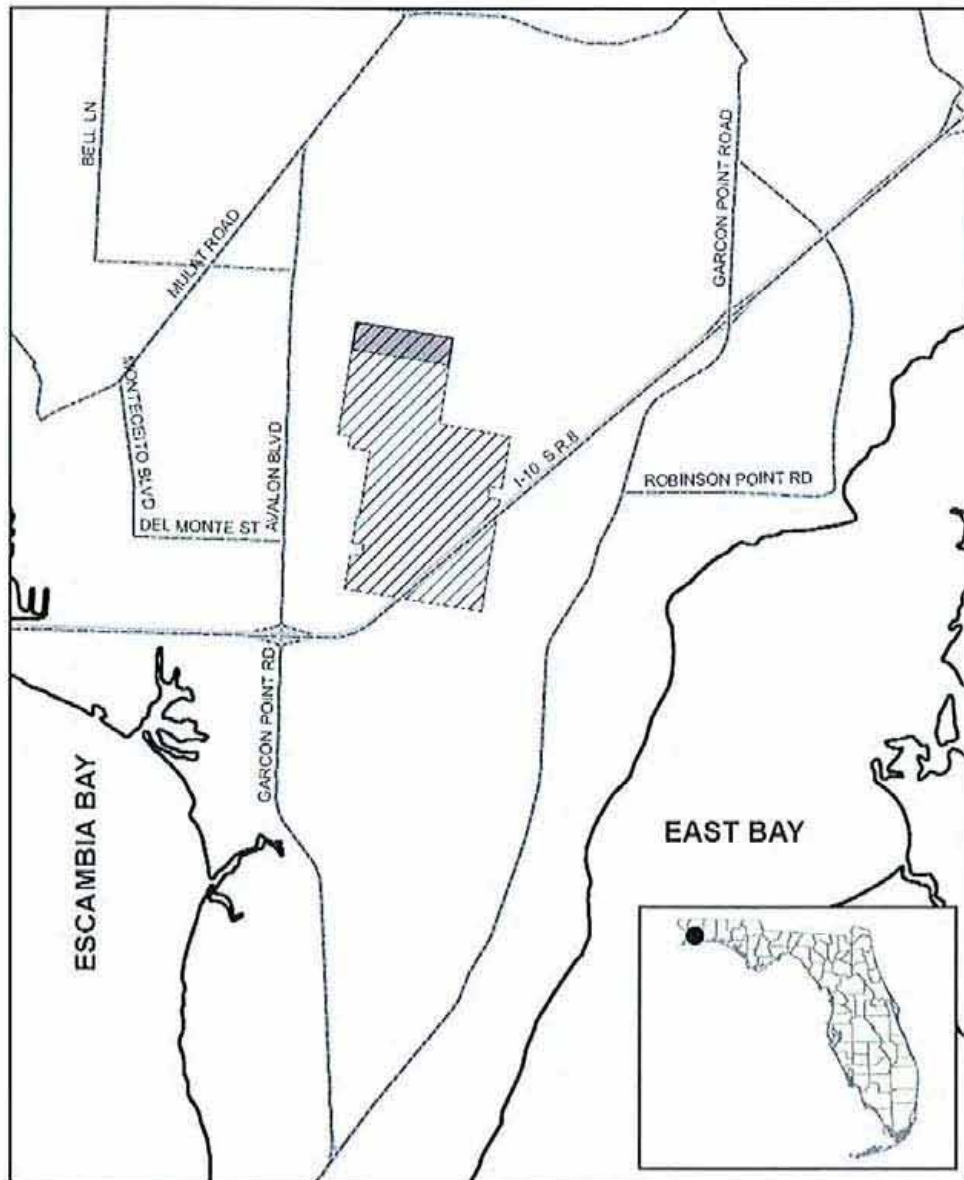 BELL LN
MULAT ROAD
GARCON POINT ROAD
MONTECEITO BLVD
AVALON BLVD
I-10 S.R.8
ROBINSON POINT RD
DEL MONTE ST
GARCON POINT RD
ESCAMBIA BAY
EAST BAY